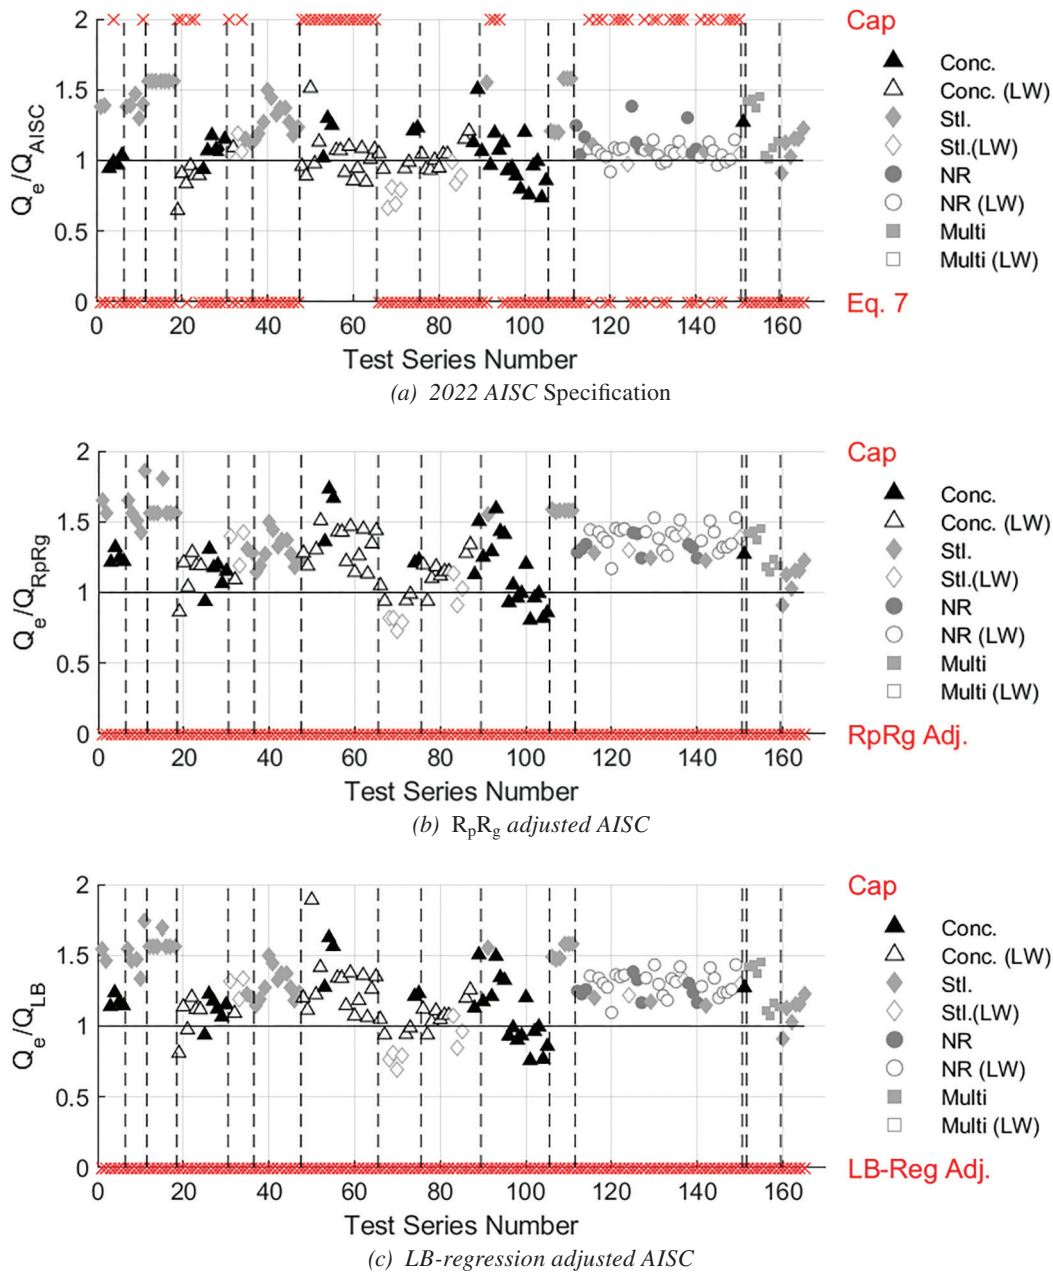 2
Cap
1.5
1
0.5
0
Q_e/Q_AISC
Conc.
Conc. (LW)
Stl.
Stl.(LW)
NR
NR (LW)
Multi
Multi (LW)
Eq. 7
0 20 40 60 80 100 120 140 160
Test Series Number
(a) 2022 AISC Specification
2
Cap
1.5
1
0.5
0
Q_e/Q_RpRg
Conc.
Conc. (LW)
Stl.
Stl.(LW)
NR
NR (LW)
Multi
Multi (LW)
RpRg Adj.
0 20 40 60 80 100 120 140 160
Test Series Number
(b) RpRg adjusted AISC
2
Cap
1.5
1
0.5
0
Q_e/Q_LB
Conc.
Conc. (LW)
Stl.
Stl.(LW)
NR
NR (LW)
Multi
Multi (LW)
LB-Reg Adj.
0 20 40 60 80 100 120 140 160
Test Series Number
(c) LB-regression adjusted AISC